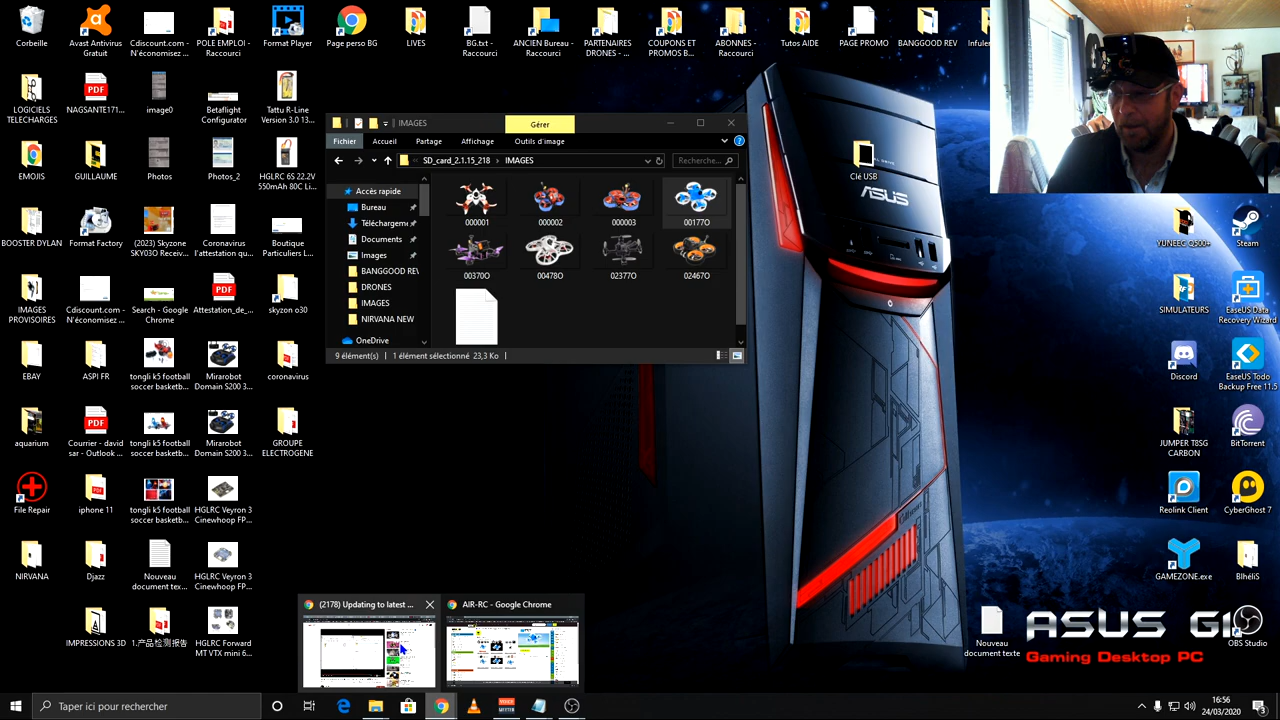 Corbeille
Avast Antivirus Gratuit
Cdiscount.com - N'économisez ...
POLE EMPLOI - Raccourci
Format Player
Page perso BG
LIVES
BG.txt - Raccourci
ANCIEN Bureau - Raccourci
PARTENAIRES DRONES - ...
COUPONS ET PROMOS B...
ABONNES - Raccourci
Tutos AIDE
PAGE PROMO
BANGGOOD REV
LOGICIELS TELECHARGES
NAGSANTE171...
image0
Betaflight Configurator
Tattu R-Line Version 3.0 13...
EMOJIS
GUILLAUME
Photos
Photos_2
HGLRC 6S 22.2V 550mAh 80C Li...
BOOSTER DYLAN
Format Factory
(2023) Skyzone SKY03O Receiv...
Coronavirus l'attestation qu...
Boutique Particuliers L...
IMAGES PROVISOIRES
Cdiscount.com - N'économisez ...
Search - Google Chrome
Attestation_de_...
skyzon o30
EBAY
ASPI FR
tongli k5 football soccer basketb...
Mirarobot Domain S200 3...
coronavirus
aquarium
Courrier - david sar - Outlook ...
tongli k5 football soccer basketb...
Mirarobot Domain S200 3...
GROUPE ELECTROGENE
File Repair
iphone 11
tongli k5 football soccer basketb...
HGLRC Veyron 3 Cinewhoop FP...
NIRVANA
Djazz
Nouveau document tex...
HGLRC Veyron 3 Cinewhoop FP...
IMPRESSIONS 3D
1.产品检测报告
HGLRC Forward MT VTX mini 6...
IMAGES
Gérer
Fichier
Accueil
Partage
Affichage
Outils d'image
SD_card_2.1.15_218 > IMAGES
Recherche...
Accès rapide
Bureau
Téléchargeme
Documents
Images
BANGGOOD REV
DRONES
IMAGES
NIRVANA NEW
OneDrive
000001
000002
000003
00177O
00370O
00478O
02377O
02467O
9 élément(s)
1 élément sélectionné 23,3 Ko
Clé USB
ASUS
YUNEEC Q500+
Steam
SIMULATEURS
EaseUS Data Recovery Wizard
Discord
EaseUS Todo Backup Free 11.5
JUMPER T8SG CARBON
BitTorrent
Reolink Client
CyberGhost 7
GAMEZONE.exe
BlhéliS
Nouveau document texte
OBS Studio
ASUS G
Gaming Desktop PC
(2178) Updating to latest ...
AIR-RC - Google Chrome
Taper ici pour rechercher
16:56
24/03/2020